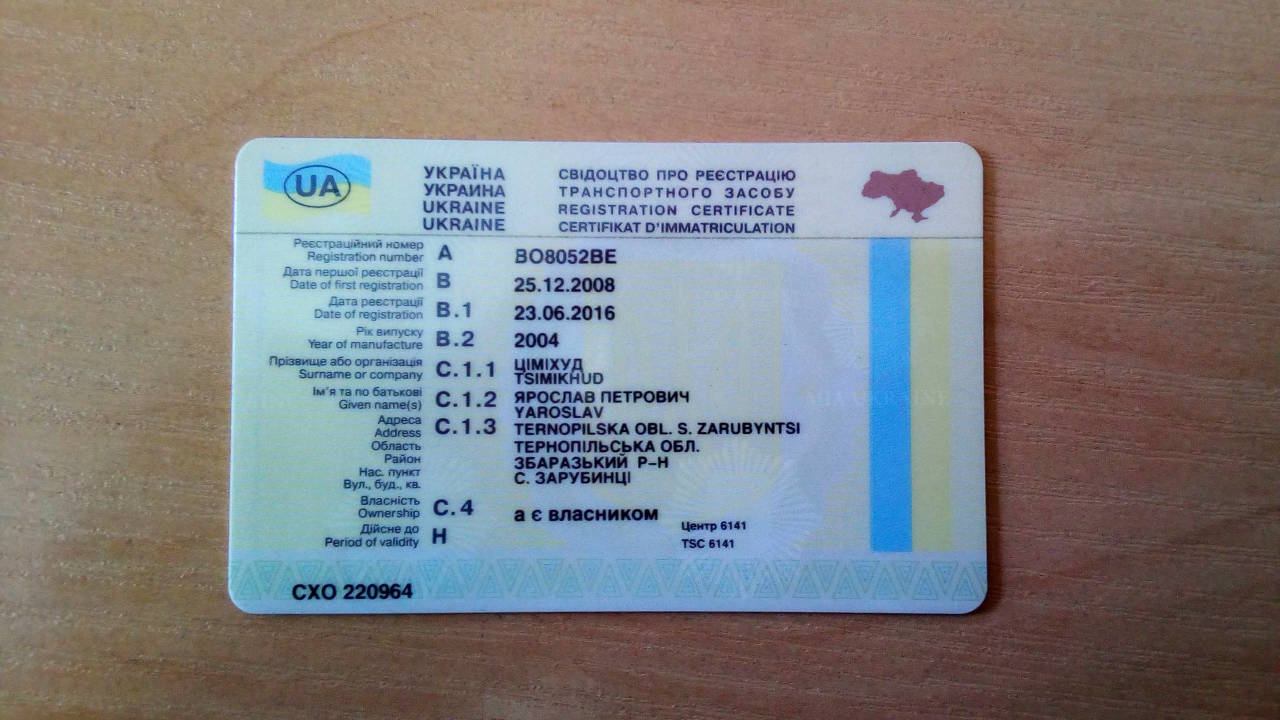 UA
УКРАЇНА СВІДОЦТВО ПРО РЕЄСТРАЦІЮ
УКРАИНА ТРАНСПОРТНОГО ЗАСОБУ
UKRAINE REGISTRATION CERTIFICATE
UKRAINE CERTIFIKAT D'IMMATRICULATION
Реєстраційний номер
Registration number A BO8052BE
Дата першої реєстрації
Date of first registration B 25.12.2008
Дата реєстрації
Date of registration B.1 23.06.2016
Рік випуску
Year of manufacture B.2 2004
Прізвище або організація C.1.1 ЦІМІХУД
Surname or company TSIMIKHUD
Ім'я та по батькові C.1.2 ЯРОСЛАВ ПЕТРОВИЧ
Given name(s) YAROSLAV
Адреса C.1.3 TERNOPILSKA OBL. S. ZARUBYNTSI
Address
Область ТЕРНОПІЛЬСЬКА ОБЛ.
Район ЗБАРАЗЬКИЙ Р-Н
Нас. пункт С. ЗАРУБИНЦІ
Вул., буд., кв.
Власність
Ownership C.4 а є власником
Дійсне до Центр 6141
Period of validity H TSC 6141
СХО 220964